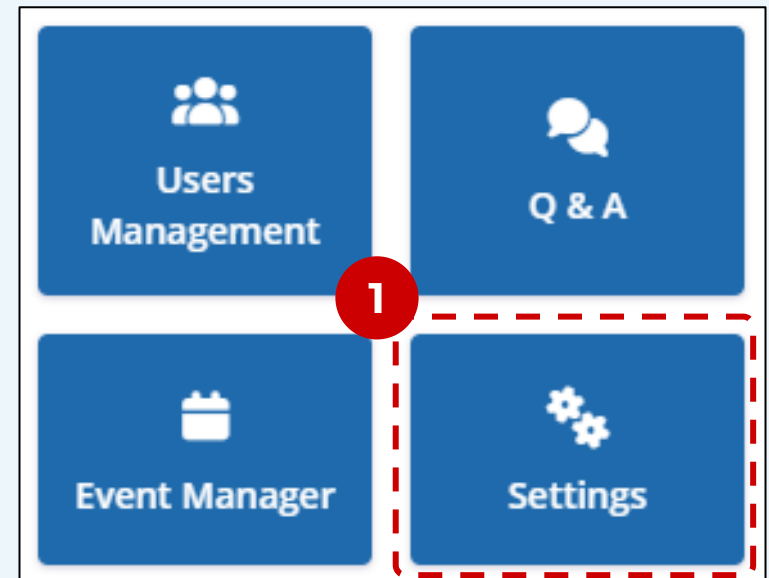 Users
Management
Q & A
1
Event Manager
Settings